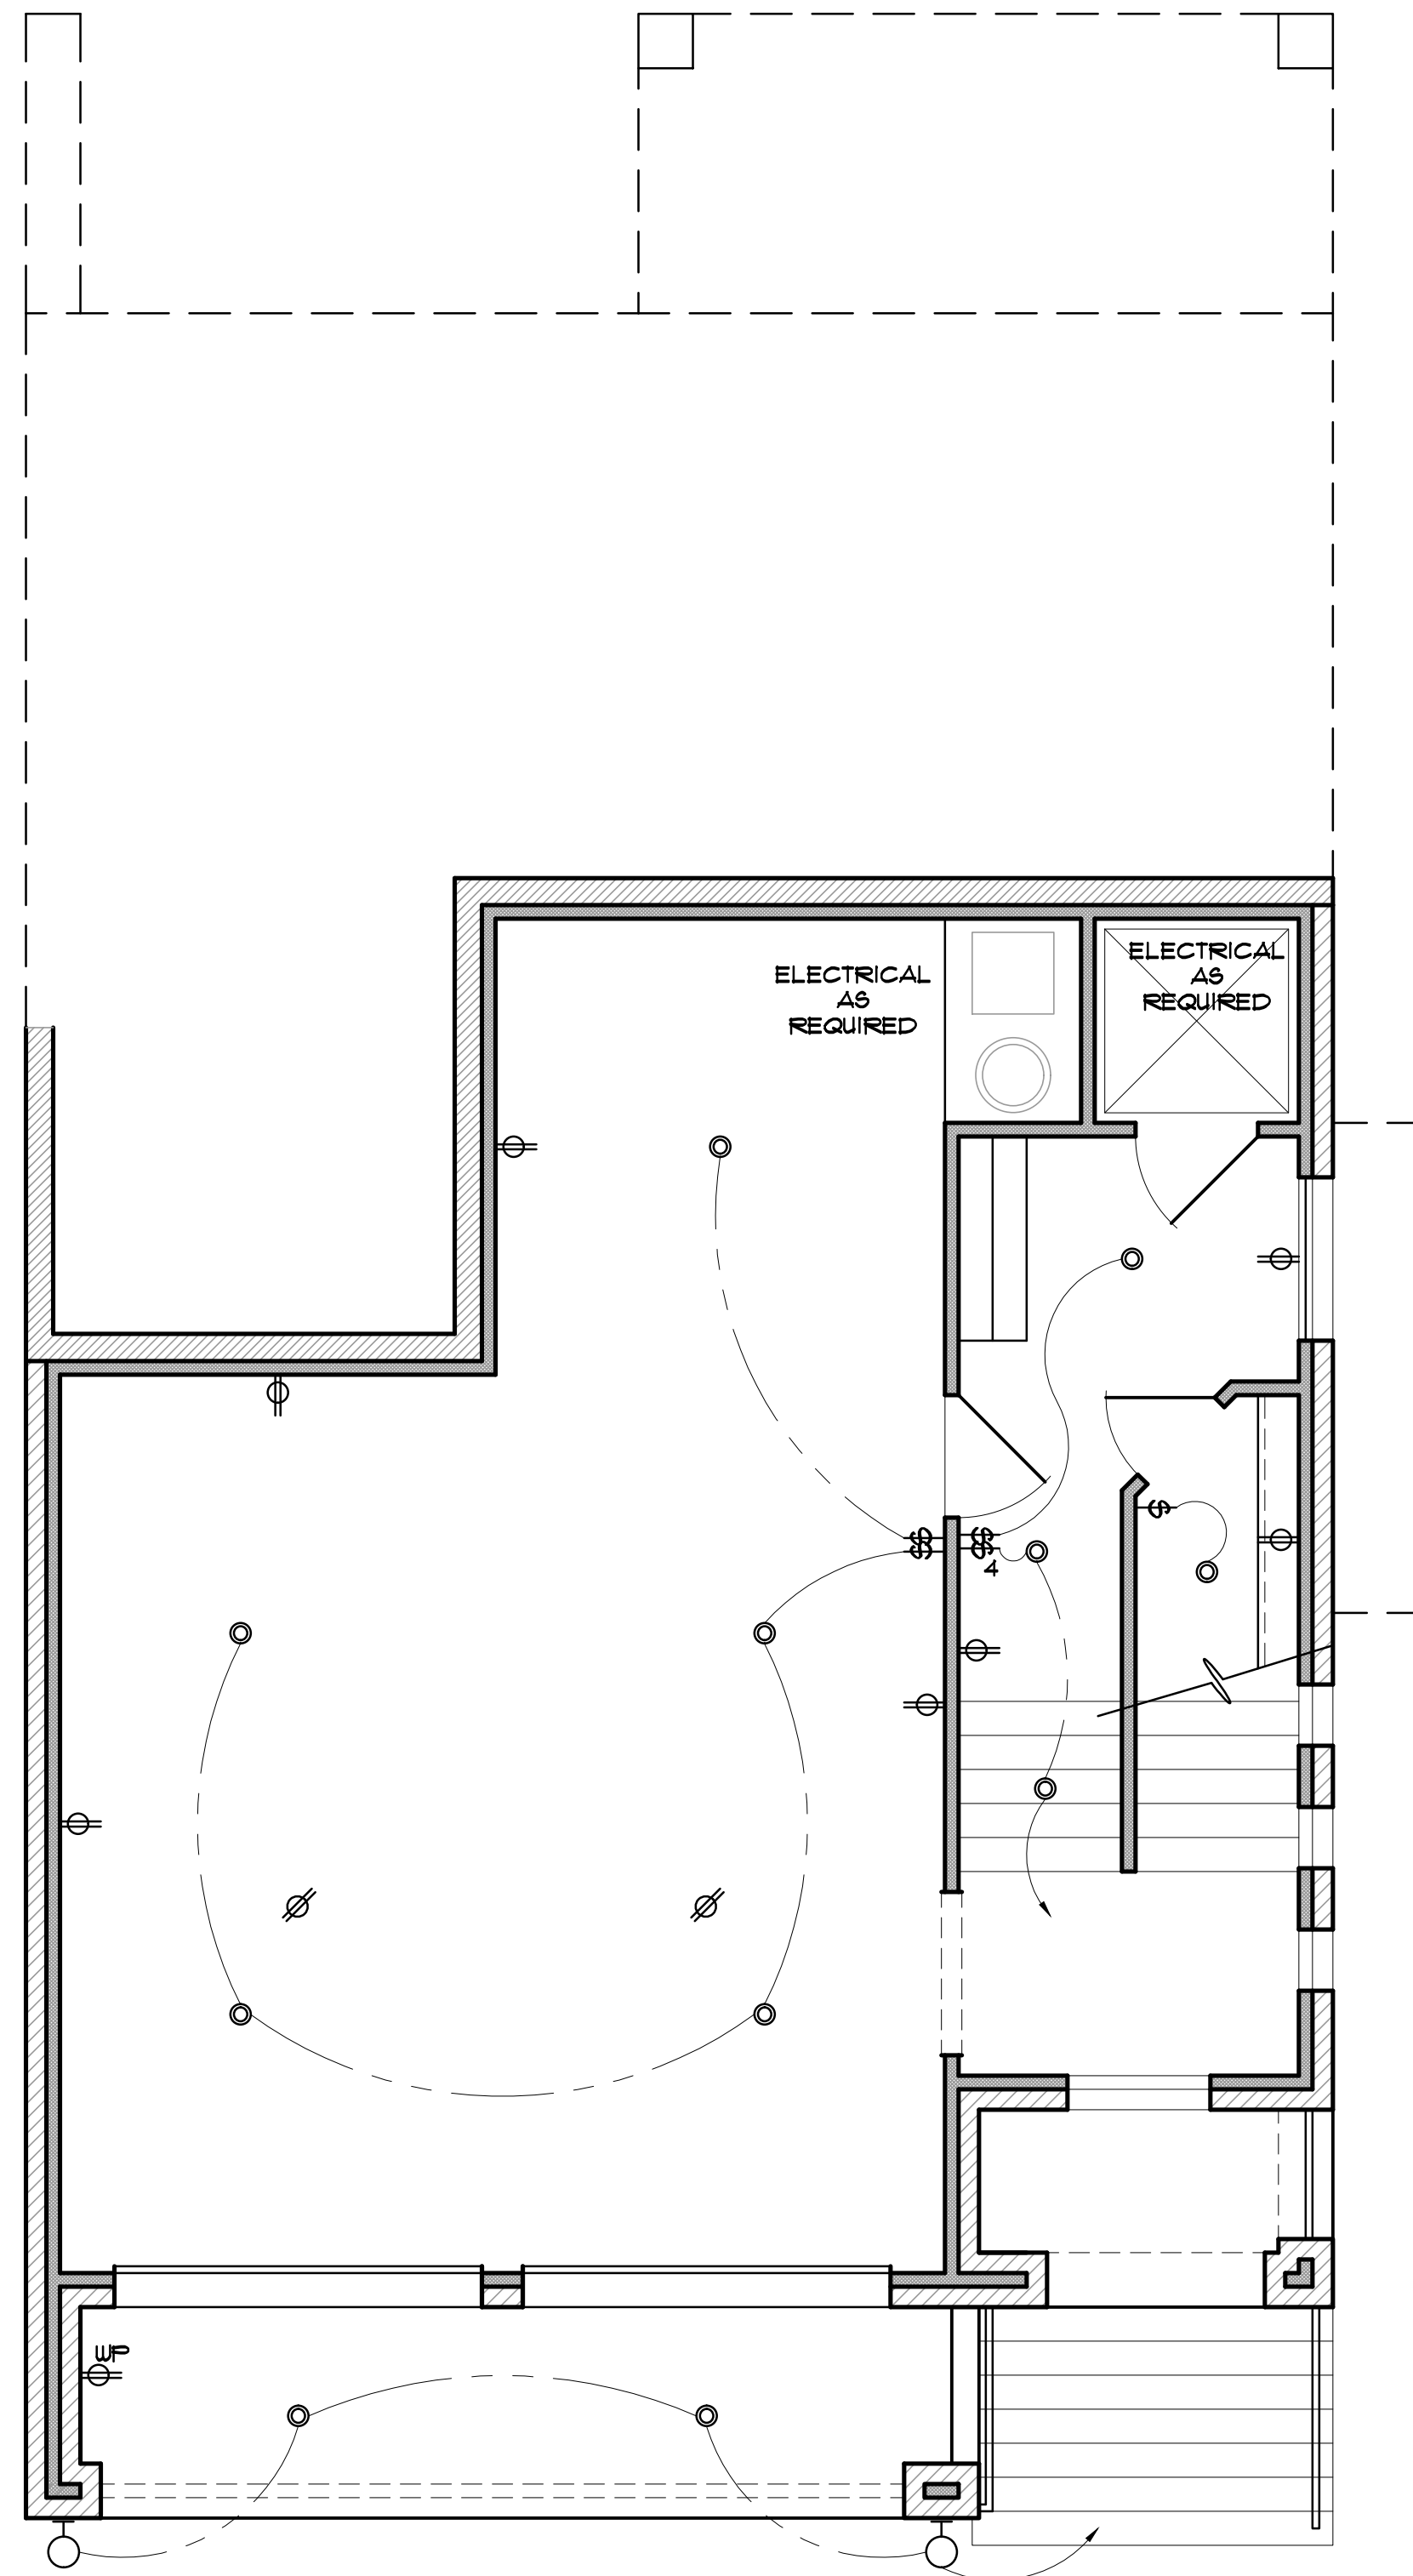 ELECTRICAL
AS
REQUIRED
ELECTRICAL
AS
REQUIRED
$
$
$
$
4
$
WP